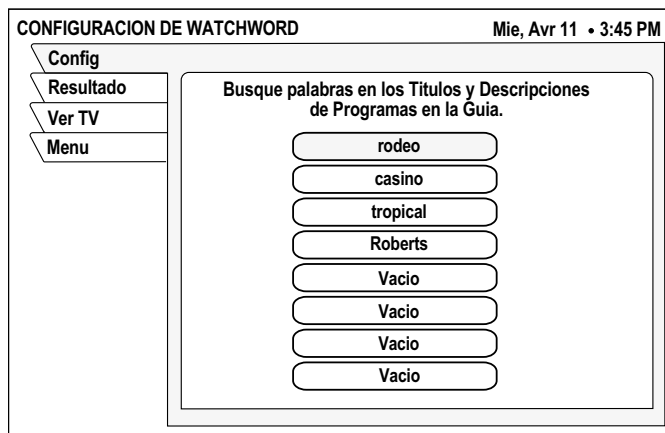 CONFIGURACION DE WATCHWORD
Mie, Avr 11 • 3:45 PM
Config
Resultado
Ver TV
Menu
Busque palabras en los Titulos y Descripciones
de Programas en la Guia.
rodeo
casino
tropical
Roberts
Vacio
Vacio
Vacio
Vacio